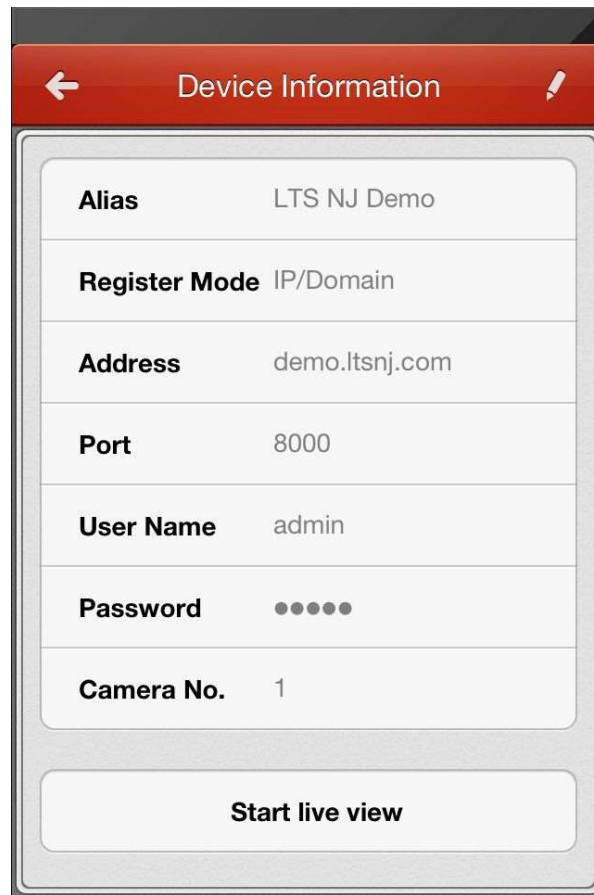 Device Information
Alias LTS NJ Demo
Register Mode IP/Domain
Address demo.ltsnj.com
Port 8000
User Name admin
Password ●●●●●
Camera No. 1
Start live view